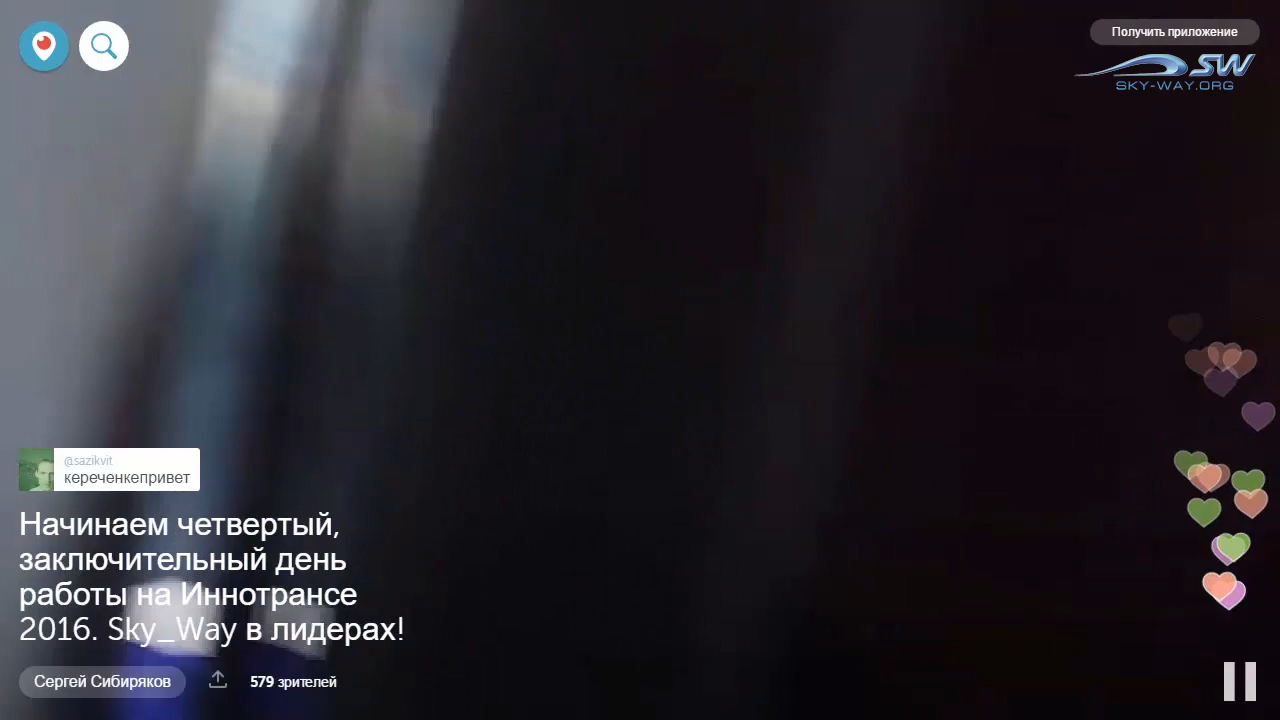 Получить приложение
SW
SKY-WAY.ORG
@sazikvit
кереченкепривет
Начинаем четвертый,
заключительный день
работы на Иннотрансе
2016. Sky_Way в лидерах!
Сергей Сибиряков
579 зрителей